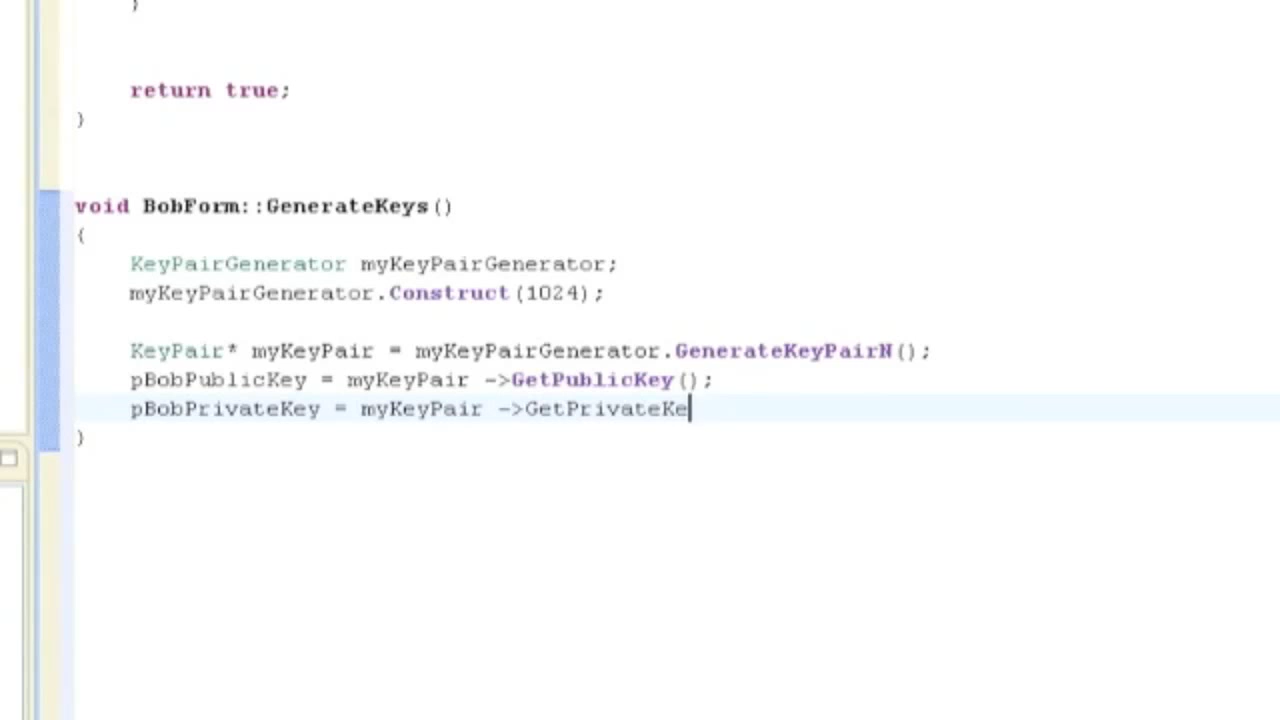 }
return true;
}
void BobForm::GenerateKeys()
{
KeyPairGenerator myKeyPairGenerator;
myKeyPairGenerator.Construct(1024);
KeyPair* myKeyPair = myKeyPairGenerator.GenerateKeyPairN();
pBobPublicKey = myKeyPair ->GetPublicKey();
pBobPrivateKey = myKeyPair ->GetPrivateKe
}